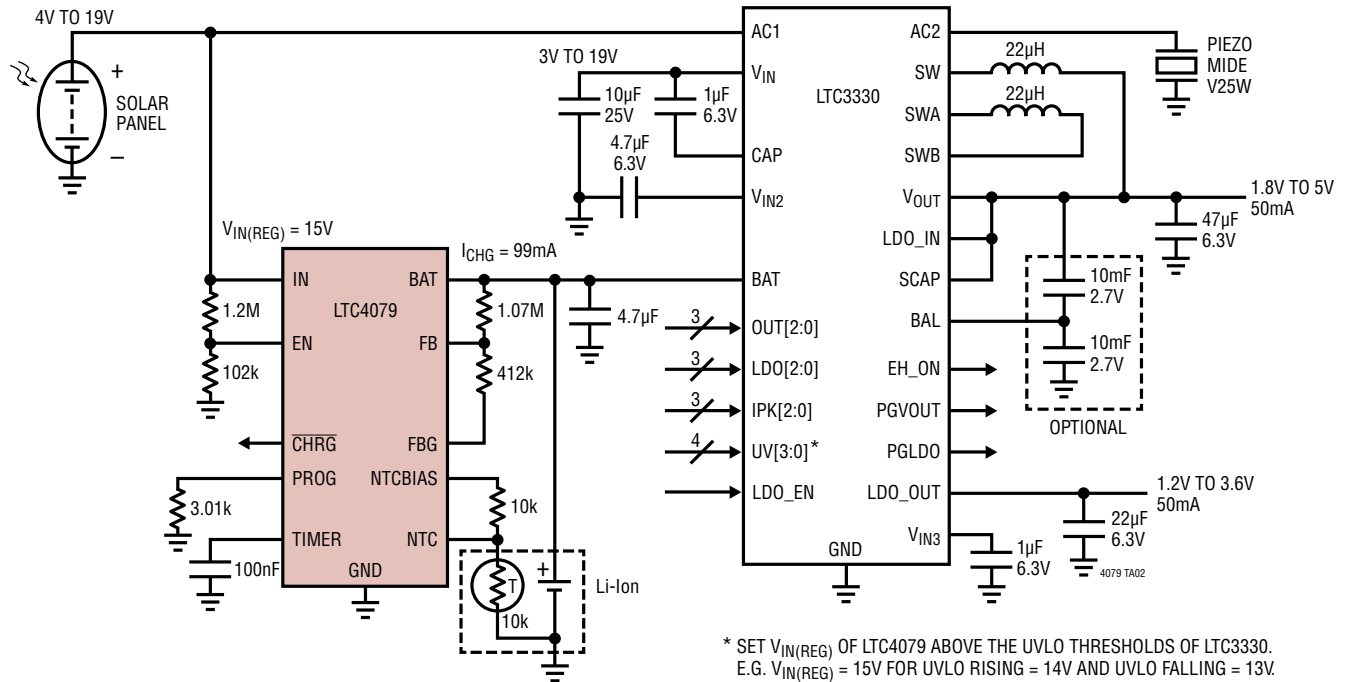 4V TO 19V
+
SOLAR
PANEL
–
3V TO 19V
10µF
25V
1µF
6.3V
4.7µF
6.3V
AC1
VIN
CAP
VIN2
BAT
OUT[2:0]
LDO[2:0]
IPK[2:0]
UV[3:0]*
LDO_EN
3
3
3
4
LTC3330
GND
AC2
SW
SWA
SWB
VOUT
LDO_IN
SCAP
BAL
EH_ON
PGVOUT
PGLDO
LDO_OUT
VIN3
22µH
22µH
PIEZO
MIDE
V25W
1.8V TO 5V
50mA
47µF
6.3V
10mF
2.7V
10mF
2.7V
OPTIONAL
1.2V TO 3.6V
50mA
22µF
6.3V
1µF
6.3V
4079 TA02
VIN(REG) = 15V
ICHG = 99mA
IN
EN
CHRG
PROG
TIMER
LTC4079
GND
BAT
FB
FBG
NTCBIAS
NTC
1.2M
102k
3.01k
100nF
1.07M
412k
4.7µF
10k
T
10k
+
Li-Ion
* SET VIN(REG) OF LTC4079 ABOVE THE UVLO THRESHOLDS OF LTC3330.
E.G. VIN(REG) = 15V FOR UVLO RISING = 14V AND UVLO FALLING = 13V.